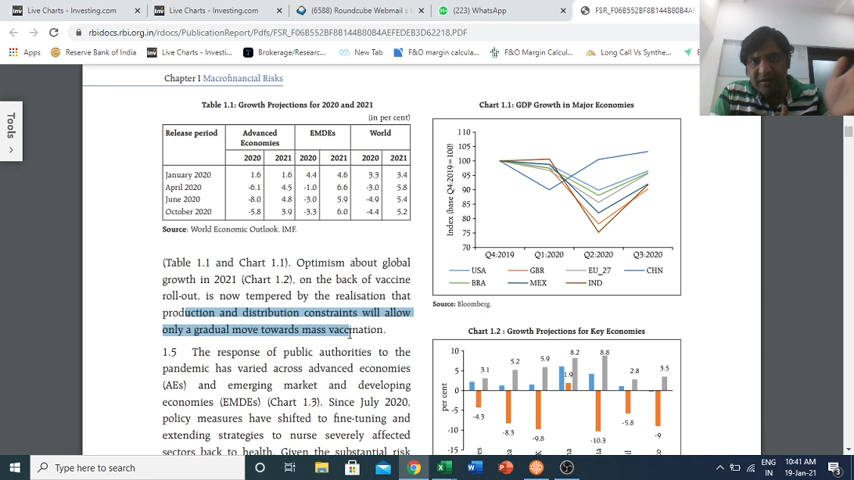 Live Charts - Investing.com
Live Charts - Investing.com
(6588) Roundcube Webmail ::
(223) WhatsApp
FSR_F06B552BF8B144B80B4A
rbidocs.rbi.org.in/rdocs/PublicationReport/Pdfs/FSR_F06B552BF8B144B80B4AEFEDEB3D6C62218.PDF
Apps
Reserve Bank of India
Live Charts - Investi...
Brokerage/Resear...
New Tab
F&O margin calcula...
F&O Margin Calcul...
Long Call Vs Synthe...
Tools
Chapter I Macrofinancial Risks
Table 1.1: Growth Projections for 2020 and 2021
(in per cent)
Release period Advanced Economies EMDEs World
2020 2021 2020 2021 2020 2021
January 2020 1.6 1.6 4.4 4.6 3.3 3.4
April 2020 -6.1 4.5 -1.0 6.6 -3.0 5.8
June 2020 -8.0 4.8 -3.0 5.9 -4.9 5.4
October 2020 -5.8 3.9 -3.3 6.0 -4.4 5.2
Source: World Economic Outlook, IMF.
(Table 1.1 and Chart 1.1). Optimism about global
growth in 2021 (Chart 1.2), on the back of vaccine
roll-out, is now tempered by the realisation that
production and distribution constraints will allow
only a gradual move towards mass vaccination.
1.5 The response of public authorities to the
pandemic has varied across advanced economies
(AEs) and emerging market and developing
economies (EMDEs) (Chart 1.3). Since July 2020,
policy measures have shifted to fine-tuning and
extending strategies to nurse severely affected
sectors back to health. Given the substantial risk
Chart 1.1: GDP Growth in Major Economies
Index (base Q4:2019 = 100)
110
105
100
95
90
85
80
75
70
Q4:2019 Q1:2020 Q2:2020 Q3:2020
USA GBR EU_27 CHN
BRA MEX IND
Source: Bloomberg.
Chart 1.2 : Growth Projections for Key Economies
per cent
10
5
0
-5
-10
-15
3.1 5.2 5.9 8.2 8.8 2.8 3.5
1.9
-4.3 -8.3 -9.8 -10.3 -5.8 -9
Type here to search
ENG
IN
10:41 AM
19-Jan-21
3